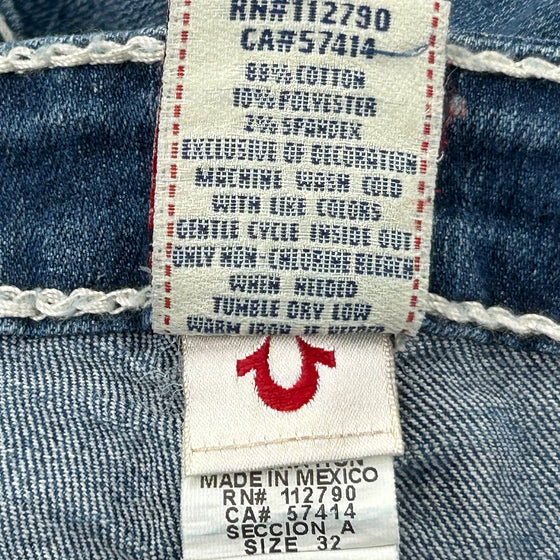 RN#112790
CA#57414
88% COTTON
10% POLYESTER
2% SPANDEX
EXCLUSIVE OF DECORATION
MACHINE WASH COLD
WITH LIKE COLORS
GENTLE CYCLE INSIDE OUT
ONLY NON-CHLORINE BLEACH
WHEN NEEDED
TUMBLE DRY LOW
WARM IRON IF NEEDED
MADE IN MEXICO
RN# 112790
CA# 57414
SECCION A
SIZE 32